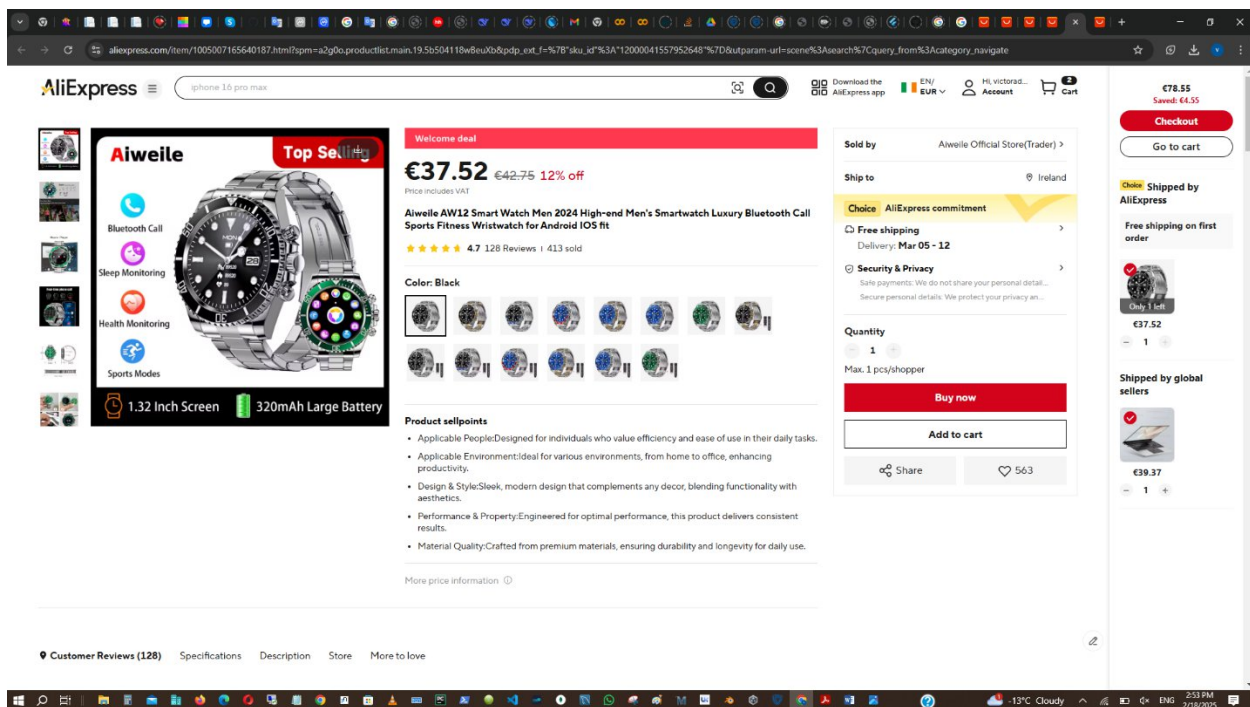 aliexpress.com/item/1005007165640187.html?spm=a2g0o.productlist.main.19.5b504118w8euXb&pdp_ext_f=%7B"sku_id"%3A"12000041557952648"%7D&utparam-url=scene%3Asearch%7Cquery_from%3Acategory_navigate
AliExpress
iphone 16 pro max
Download the
AliExpress app
EN/
EUR
Hi, victorad...
Account
2
Cart
€78.55
Saved: €4.55
Checkout
Go to cart
Choice Shipped by
AliExpress
Free shipping on first
order
Only 1 left
€37.52
- 1 +
Shipped by global
sellers
€39.37
- 1 +
Aiweile
Top Selling
Bluetooth Call
Sleep Monitoring
Health Monitoring
Sports Modes
1.32 Inch Screen
320mAh Large Battery
Welcome deal
€37.52 €42.75 12% off
Price includes VAT
Aiweile AW12 Smart Watch Men 2024 High-end Men's Smartwatch Luxury Bluetooth Call
Sports Fitness Wristwatch for Android IOS fit
4.7 128 Reviews | 413 sold
Color: Black
Product sellpoints
• Applicable People:Designed for individuals who value efficiency and ease of use in their daily tasks.
• Applicable Environment:Ideal for various environments, from home to office, enhancing
productivity.
• Design & Style:Sleek, modern design that complements any decor, blending functionality with
aesthetics.
• Performance & Property:Engineered for optimal performance, this product delivers consistent
results.
• Material Quality:Crafted from premium materials, ensuring durability and longevity for daily use.
More price information
Sold by Aiweile Official Store(Trader) >
Ship to Ireland
Choice AliExpress commitment
Free shipping >
Delivery: Mar 05 - 12
Security & Privacy >
Safe payments: We do not share your personal detail...
Secure personal details: We protect your privacy an...
Quantity
- 1 +
Max. 1 pcs/shopper
Buy now
Add to cart
Share
563
Customer Reviews (128) Specifications Description Store More to love
-13°C Cloudy
ENG
2:53 PM
2/18/2025